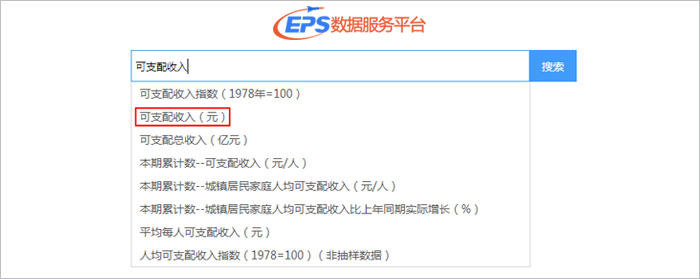 EPS数据服务平台
可支配收入 搜索
可支配收入指数（1978年=100）
可支配收入（元）
可支配总收入（亿元）
本期累计数--可支配收入（元/人）
本期累计数--城镇居民家庭人均可支配收入（元/人）
本期累计数--城镇居民家庭人均可支配收入比上年同期实际增长（%）
平均每人可支配收入（元）
人均可支配收入指数（1978=100）（非抽样数据）